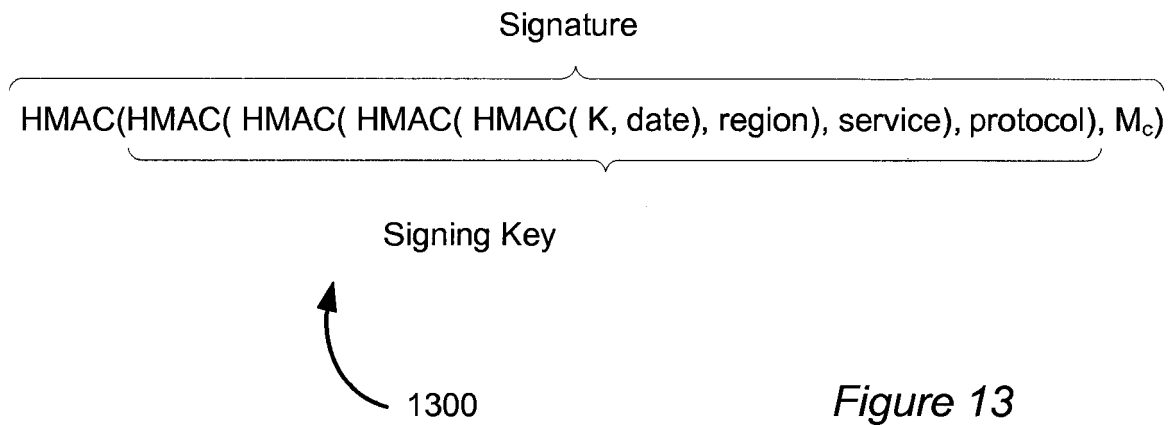 Signature
HMAC(HMAC( HMAC( HMAC( HMAC( K, date), region), service), protocol), Mc)
Signing Key
1300
Figure 13